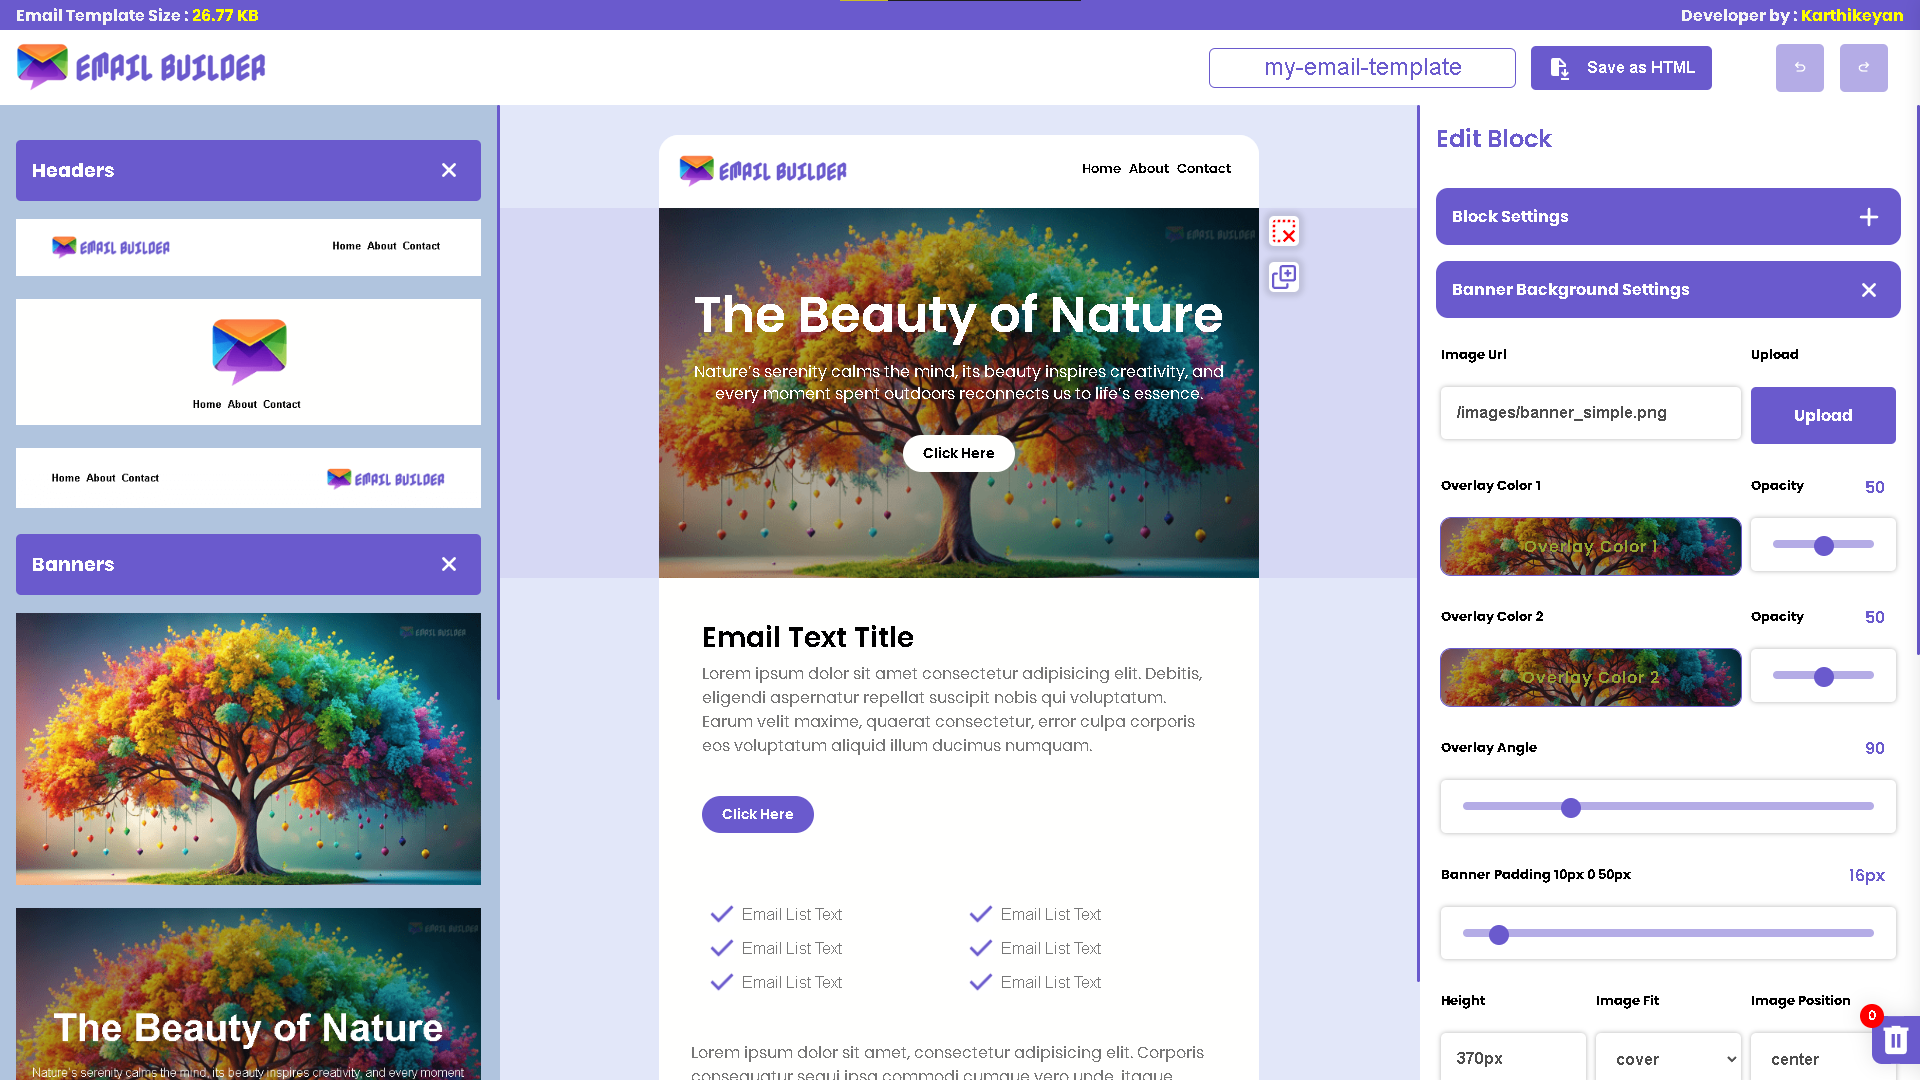 Email Template Size : 26.77 KB
Developer by : Karthikeyan
EMAIL BUILDER
my-email-template
Save as HTML
Headers
EMAIL BUILDER
Home About Contact
Home About Contact
Home About Contact
EMAIL BUILDER
Banners
EMAIL BUILDER
EMAIL BUILDER
The Beauty of Nature
Nature's serenity calms the mind, its beauty inspires creativity, and every moment
EMAIL BUILDER
Home About Contact
EMAIL BUILDER
The Beauty of Nature
Nature's serenity calms the mind, its beauty inspires creativity, and
every moment spent outdoors reconnects us to life's essence.
Click Here
Email Text Title
Lorem ipsum dolor sit amet consectetur adipisicing elit. Debitis,
eligendi aspernatur repellat suscipit nobis qui voluptatum.
Earum velit maxime, quaerat consectetur, error culpa corporis
eos voluptatum aliquid illum ducimus numquam.
Click Here
Email List Text
Email List Text
Email List Text
Email List Text
Email List Text
Email List Text
Lorem ipsum dolor sit amet, consectetur adipisicing elit. Corporis
consequatur sequi ipsa commodi cumque vero unde, itaque
Edit Block
Block Settings
Banner Background Settings
Image Url
Upload
/images/banner_simple.png
Upload
Overlay Color 1
Opacity
50
Overlay Color 1
Overlay Color 2
Opacity
50
Overlay Color 2
Overlay Angle
90
Banner Padding 10px 0 50px
16px
Height
Image Fit
Image Position
370px
cover
center
0